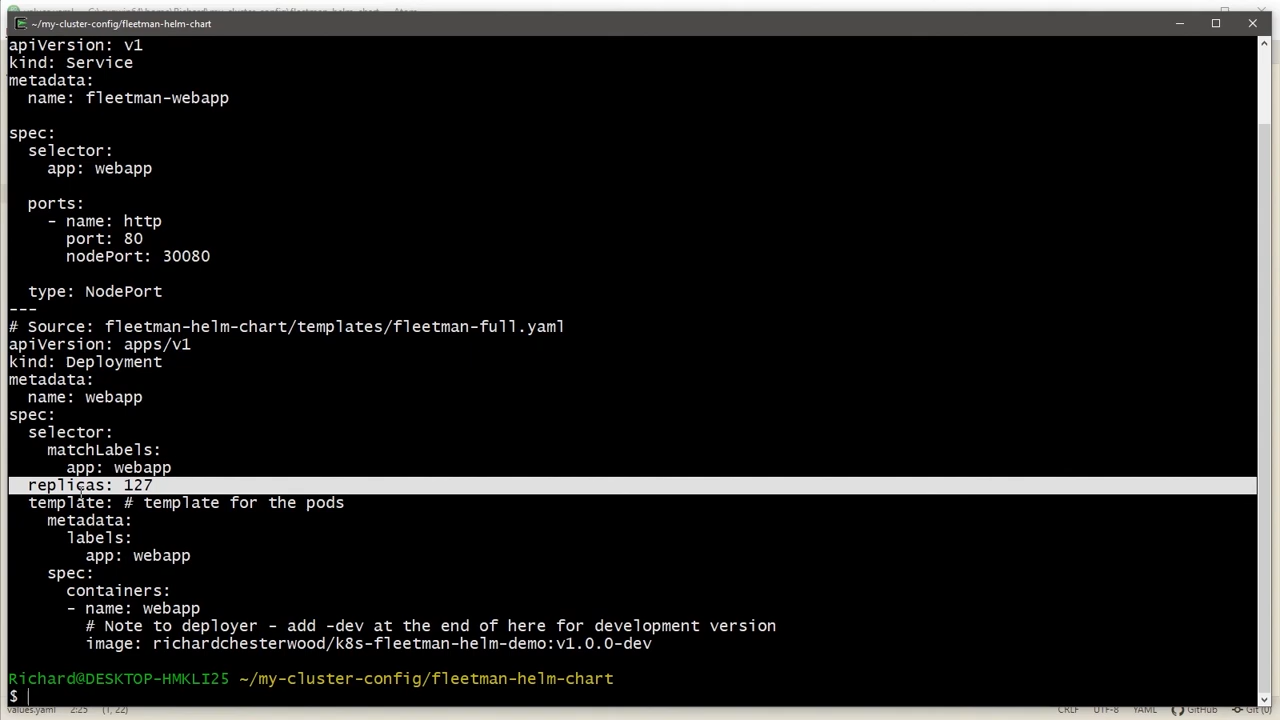 ~/my-cluster-config/fleetman-helm-chart
apiVersion: v1
kind: Service
metadata:
  name: fleetman-webapp
spec:
  selector:
    app: webapp
  ports:
    - name: http
      port: 80
      nodePort: 30080
  type: NodePort
---
# Source: fleetman-helm-chart/templates/fleetman-full.yaml
apiVersion: apps/v1
kind: Deployment
metadata:
  name: webapp
spec:
  selector:
    matchLabels:
      app: webapp
  replicas: 127
  template: # template for the pods
    metadata:
      labels:
        app: webapp
    spec:
      containers:
      - name: webapp
        # Note to deployer - add -dev at the end of here for development version
        image: richardchesterwood/k8s-fleetman-helm-demo:v1.0.0-dev
Richard@DESKTOP-HMKLI25 ~/my-cluster-config/fleetman-helm-chart
$
values.yaml 2:25 (1, 22) CRLF UTF-8 YAML GitHub Git (0)